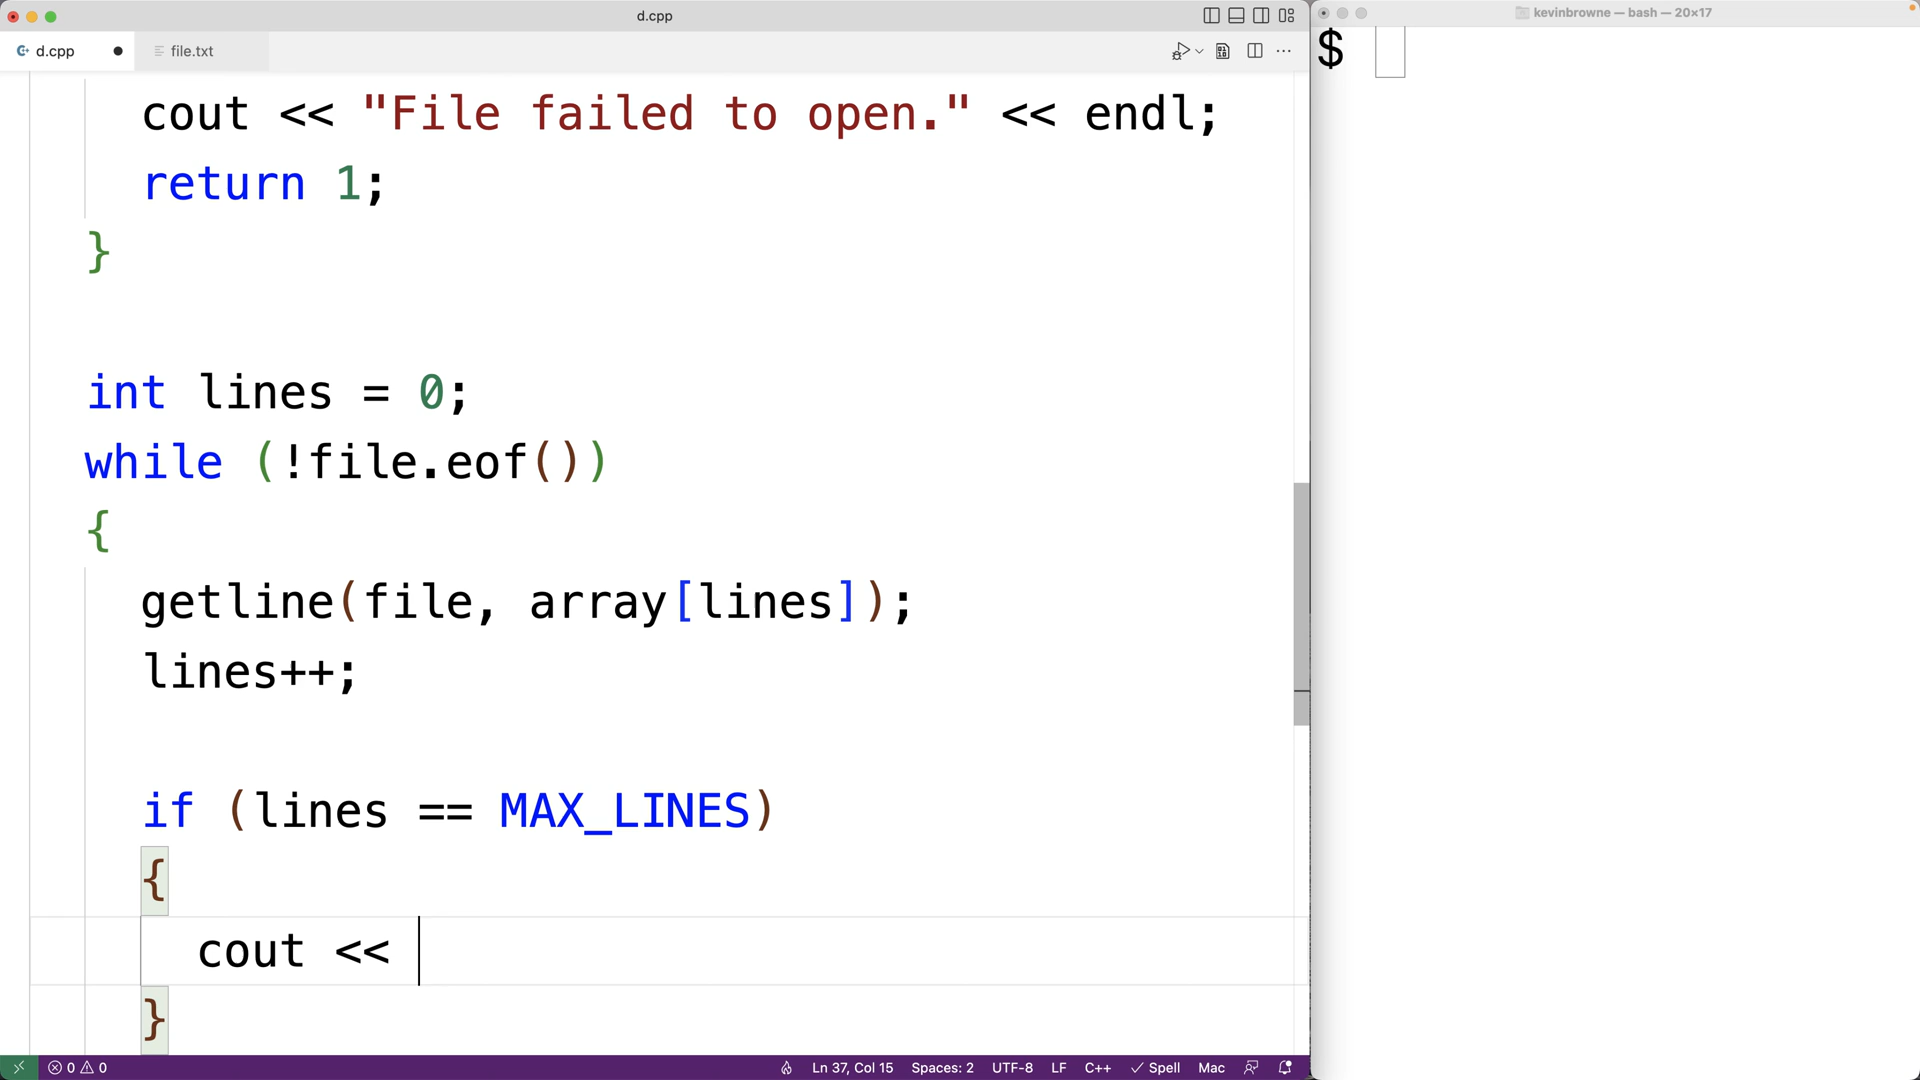 d.cpp
kevinbrowne — bash — 20×17
d.cpp
file.txt
$
cout << "File failed to open." << endl;
return 1;
}
int lines = 0;
while (!file.eof())
{
getline(file, array[lines]);
lines++;
if (lines == MAX_LINES)
{
cout <<
}
0 0 Ln 37, Col 15 Spaces: 2 UTF-8 LF C++ Spell Mac